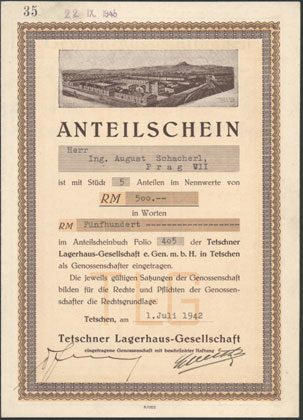 35
22 IX. 1946
ANTEILSCHEIN
Herr
Ing. August Schacherl,
Prag VII
ist mit Stück 5 Anteilen im Nennwerte von
RM 500.--
in Worten
RM Fünfhundert
im Anteilscheinbuch Folio 405 der Tetschner
Lagerhaus-Gesellschaft e. Gen. m. b. H. in Tetschen
als Genossenschafter eingetragen.
Die jeweils gültigen Satzungen der Genossenschaft
bilden für die Rechte und Pflichten der Genossen-
schafter die Rechtsgrundlage.
Tetschen, am 1.Juli 1942
Tetschner Lagerhaus-Gesellschaft
eingetragene Genossenschaft mit beschränkter Haftung